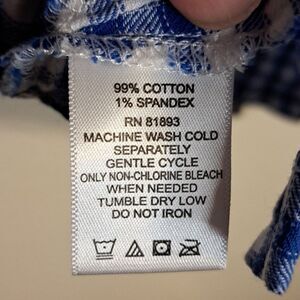 99% COTTON
1% SPANDEX
RN 81893
MACHINE WASH COLD
SEPARATELY
GENTLE CYCLE
ONLY NON-CHLORINE BLEACH
WHEN NEEDED
TUMBLE DRY LOW
DO NOT IRON